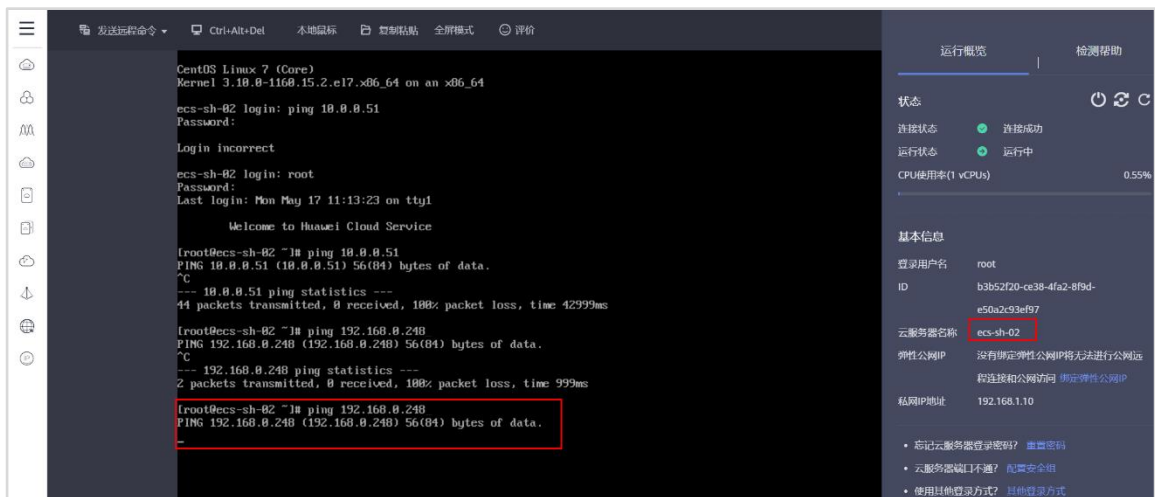 发送远程命令 Ctrl+Alt+Del 本地鼠标 复制粘贴 全屏模式 评价
CentOS Linux 7 (Core)
Kernel 3.10.0-1160.15.2.el7.x86_64 on an x86_64
ecs-sh-02 login: ping 10.0.0.51
Password:
Login incorrect
ecs-sh-02 login: root
Password:
Last login: Mon May 17 11:13:23 on tty1
Welcome to Huawei Cloud Service
[root@ecs-sh-02 ~]# ping 10.0.0.51
PING 10.0.0.51 (10.0.0.51) 56(84) bytes of data.
^C
--- 10.0.0.51 ping statistics ---
44 packets transmitted, 0 received, 100% packet loss, time 42999ms
[root@ecs-sh-02 ~]# ping 192.168.0.248
PING 192.168.0.248 (192.168.0.248) 56(84) bytes of data.
^C
--- 192.168.0.248 ping statistics ---
2 packets transmitted, 0 received, 100% packet loss, time 999ms
[root@ecs-sh-02 ~]# ping 192.168.0.248
PING 192.168.0.248 (192.168.0.248) 56(84) bytes of data.
运行概览 检测帮助
状态
连接状态 连接成功
运行状态 运行中
CPU使用率(1 vCPUs) 0.55%
基本信息
登录用户名 root
ID b3b52f20-ce38-4fa2-8f9d-
e50a2c93ef97
云服务器名称 ecs-sh-02
弹性公网IP 没有绑定弹性公网IP将无法进行公网远
程连接和公网访问 绑定弹性公网IP
私网IP地址 192.168.1.10
• 忘记云服务器登录密码? 重置密码
• 云服务器端口不通? 配置安全组
• 使用其他登录方式? 其他登录方式